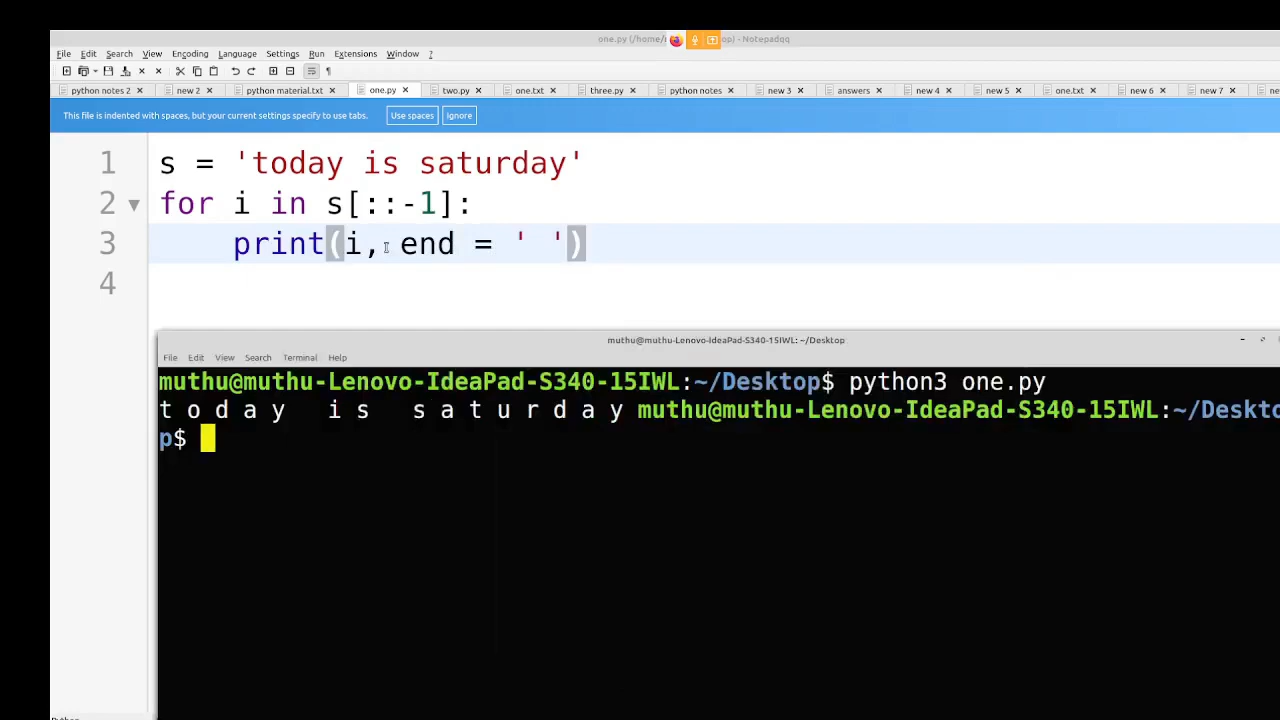 one.py (/home/ op) - Notepadqq
File Edit Search View Encoding Language Settings Run Extensions Window ?
python notes 2 new 2 python material.txt one.py two.py one.txt three.py python notes new 3 answers new 4 new 5 one.txt new 6 new 7
This file is indented with spaces, but your current settings specify to use tabs. Use spaces Ignore
1 s = 'today is saturday'
2 for i in s[::-1]:
3 print(i, end = ' ')
4
muthu@muthu-Lenovo-IdeaPad-S340-15IWL: ~/Desktop
File Edit View Search Terminal Help
muthu@muthu-Lenovo-IdeaPad-S340-15IWL:~/Desktop$ python3 one.py
t o d a y   i s   s a t u r d a y muthu@muthu-Lenovo-IdeaPad-S340-15IWL:~/Deskto
p$